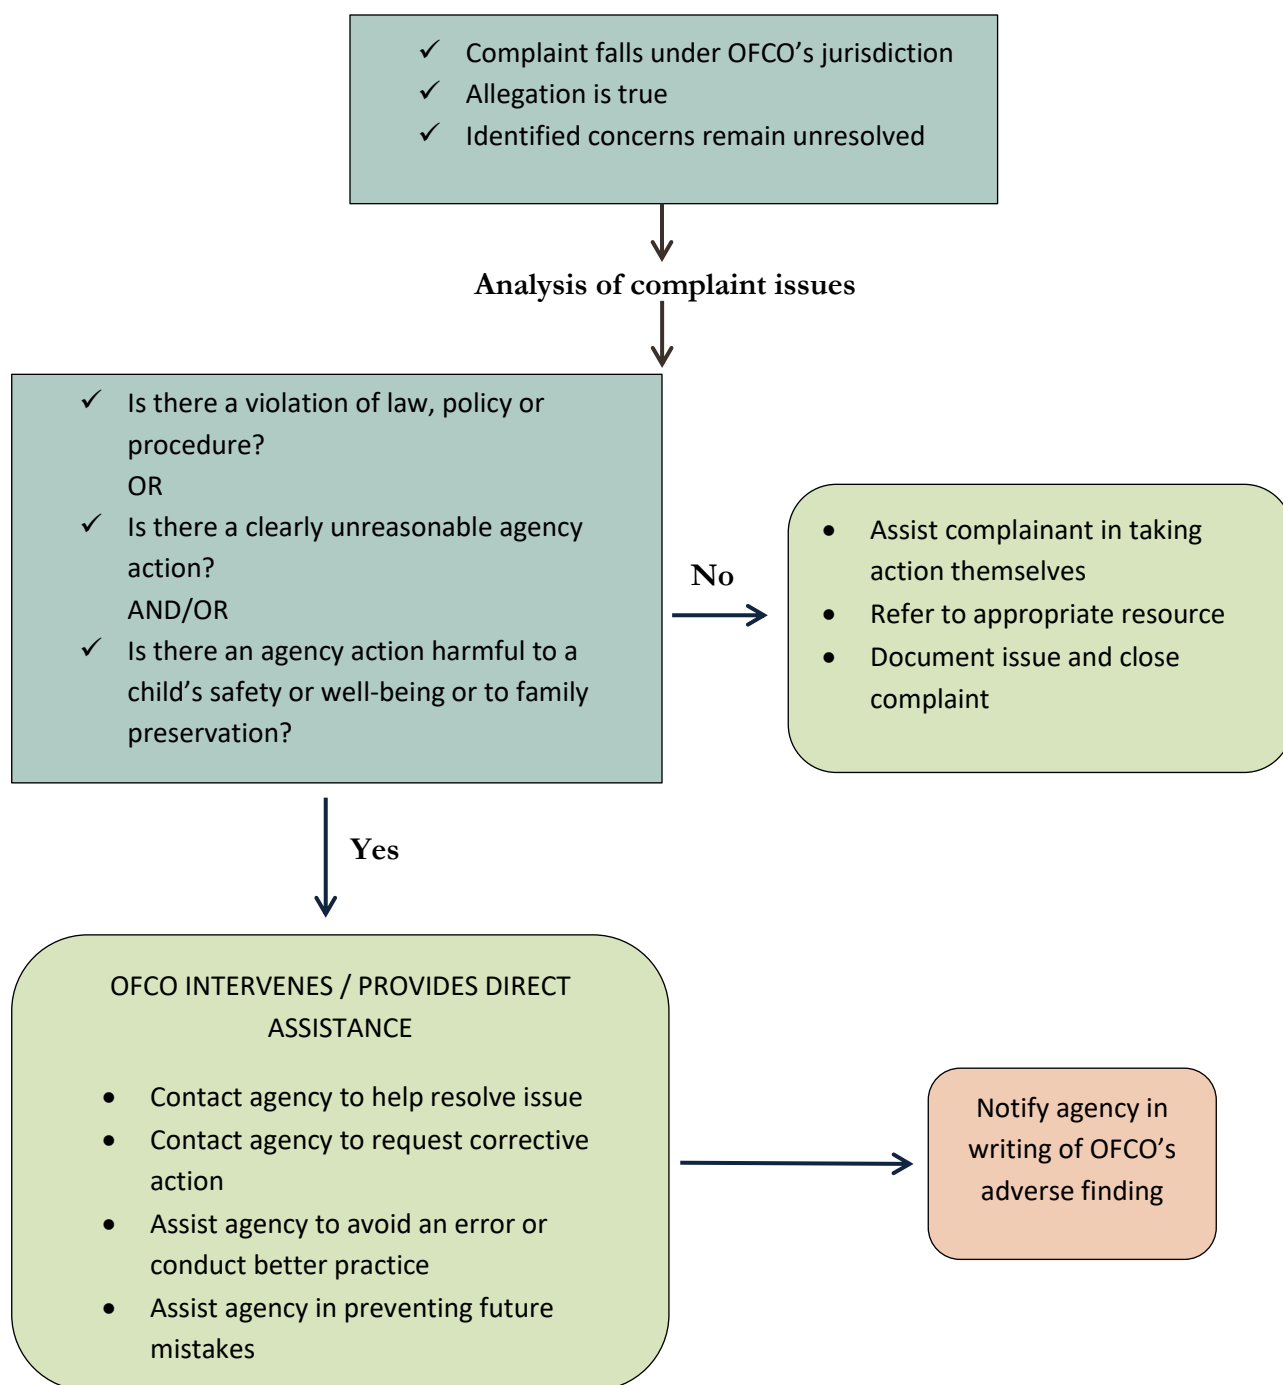 ✓ Complaint falls under OFCO’s jurisdiction
✓ Allegation is true
✓ Identified concerns remain unresolved
Analysis of complaint issues
✓ Is there a violation of law, policy or
procedure?
OR
✓ Is there a clearly unreasonable agency
action?
AND/OR
✓ Is there an agency action harmful to a
child’s safety or well-being or to family
preservation?
No
• Assist complainant in taking
action themselves
• Refer to appropriate resource
• Document issue and close
complaint
Yes
OFCO INTERVENES / PROVIDES DIRECT
ASSISTANCE
• Contact agency to help resolve issue
• Contact agency to request corrective
action
• Assist agency to avoid an error or
conduct better practice
• Assist agency in preventing future
mistakes
Notify agency in
writing of OFCO’s
adverse finding